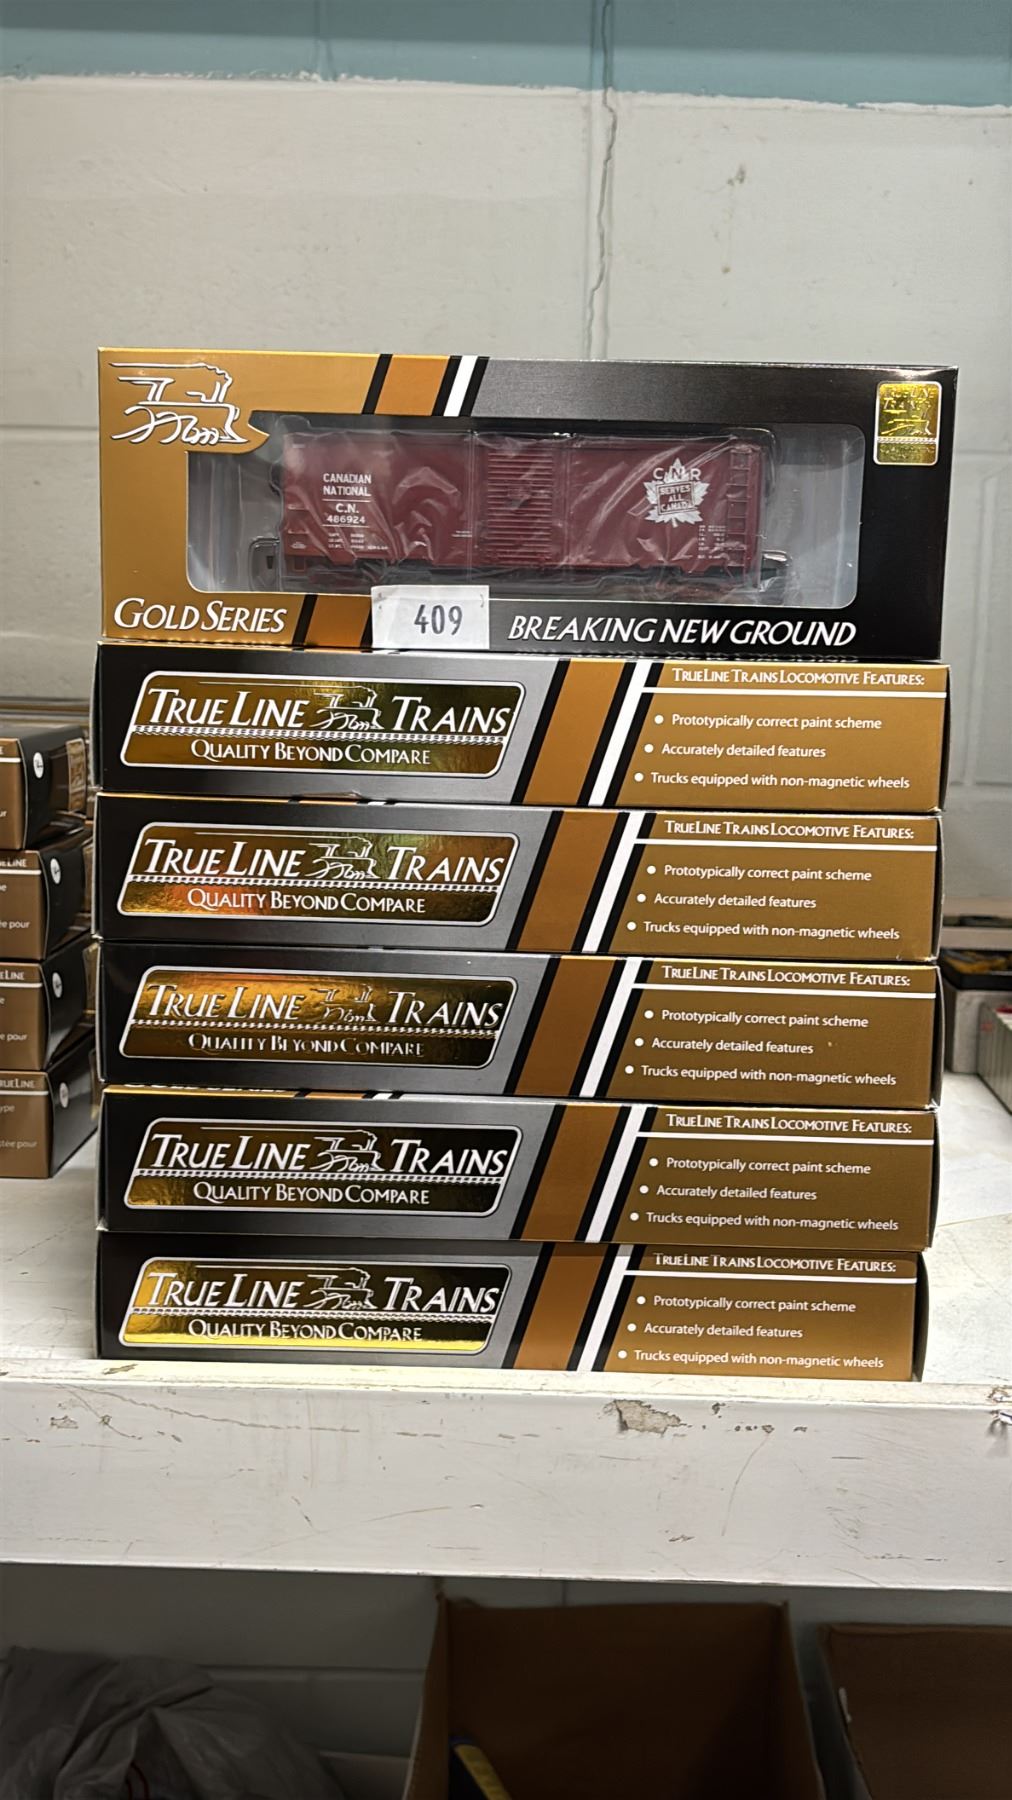 CANADIAN
NATIONAL
C.N.
486924
C N R
SERVES
ALL
CANADA
TRUELINE
TRAINS
GOLD SERIES
409
BREAKING NEW GROUND
TRUE LINE TRAINS
QUALITY BEYOND COMPARE
TRUELINE TRAINS LOCOMOTIVE FEATURES:
• Prototypically correct paint scheme
• Accurately detailed features
• Trucks equipped with non-magnetic wheels
TRUE LINE TRAINS
QUALITY BEYOND COMPARE
TRUELINE TRAINS LOCOMOTIVE FEATURES:
• Prototypically correct paint scheme
• Accurately detailed features
• Trucks equipped with non-magnetic wheels
TRUE LINE TRAINS
QUALITY BEYOND COMPARE
TRUELINE TRAINS LOCOMOTIVE FEATURES:
• Prototypically correct paint scheme
• Accurately detailed features
• Trucks equipped with non-magnetic wheels
TRUE LINE TRAINS
QUALITY BEYOND COMPARE
TRUELINE TRAINS LOCOMOTIVE FEATURES:
• Prototypically correct paint scheme
• Accurately detailed features
• Trucks equipped with non-magnetic wheels
TRUE LINE TRAINS
QUALITY BEYOND COMPARE
TRUELINE TRAINS LOCOMOTIVE FEATURES:
• Prototypically correct paint scheme
• Accurately detailed features
• Trucks equipped with non-magnetic wheels